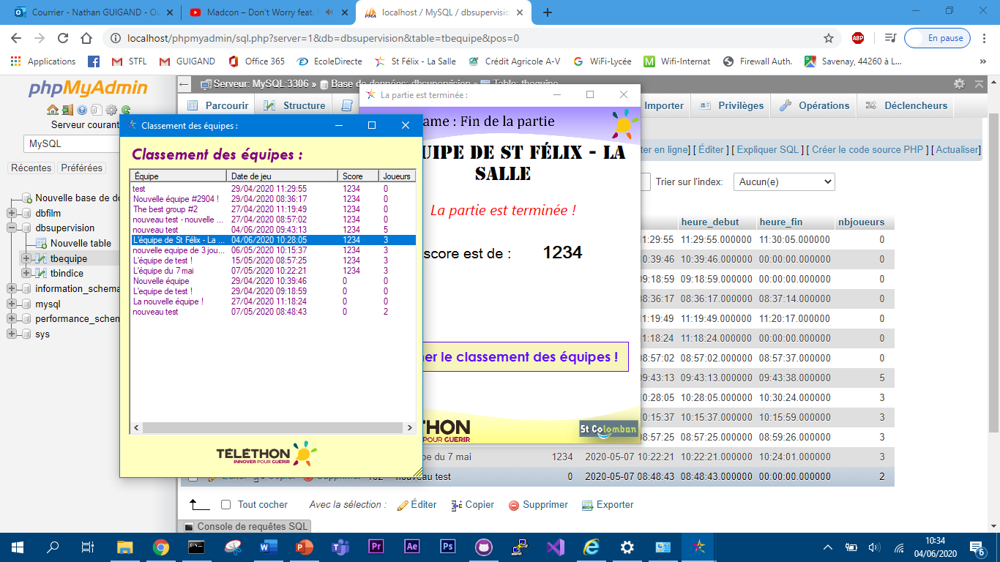 Courrier - Nathan GUIGAND - Ou
Madcon – Don't Worry feat.
localhost / MySQL / dbsupervisio
localhost/phpmyadmin/sql.php?server=1&db=dbsupervision&table=tbequipe&pos=0
ABP
En pause
Applications
STFL
GUIGAND
Office 365
EcoleDirecte
St Félix - La Salle
Crédit Agricole A-V
WiFi-Lycée
Wifi-Internat
Firewall Auth.
Savenay, 44260 à L...
phpMyAdmin
Serveur courant
MySQL
Récentes
Préférées
Nouvelle base de do
dbfilm
dbsupervision
Nouvelle table
tbequipe
tbindice
information_schema
mysql
performance_schem
sys
Serveur: MySQL:3306 » Base de données: dbsupervision » Table: tbequipe
Parcourir
Structure
Importer
Privilèges
Opérations
Déclencheurs
ter en ligne] [ Éditer ] [ Expliquer SQL ] [ Créer le code source PHP ] [ Actualiser]
Trier sur l'index:
Aucun(e)
heure_debut heure_fin nbjoueurs
1:29:55 11:29:55.000000 11:30:05.000000 0
0:39:46 10:39:46.000000 00:00:00.000000 0
09:18:59 09:18:59.000000 00:00:00.000000 0
08:36:17 08:36:17.000000 08:37:14.000000 0
1:19:49 11:19:49.000000 11:20:17.000000 0
1:18:24 11:18:24.000000 00:00:00.000000 0
08:57:02 08:57:02.000000 08:57:37.000000 0
09:43:13 09:43:13.000000 09:43:38.000000 5
0:28:05 10:28:05.000000 10:30:24.000000 3
0:15:37 10:15:37.000000 10:15:59.000000 3
08:57:25 08:57:25.000000 08:59:26.000000 3
pe du 7 mai 1234 2020-05-07 10:22:21 10:22:21.000000 10:24:01.000000 3
Éditer Copier Supprimer 102 nouveau test 0 2020-05-07 08:48:43 08:48:43.000000 00:00:00.000000 2
Tout cocher
Avec la sélection :
Éditer
Copier
Supprimer
Exporter
Console de requêtes SQL
La partie est terminée :
ame : Fin de la partie
UIPE DE ST FÉLIX - LA
SALLE
La partie est terminée !
score est de : 1234
her le classement des équipes !
THON
POUR GUERIR
St Colomban
Classement des équipes :
Classement des équipes :
Équipe Date de jeu Score Joueurs
test 29/04/2020 11:29:55 1234 0
Nouvelle équipe #2904 ! 29/04/2020 08:36:17 1234 0
The best group #2 27/04/2020 11:19:49 1234 0
nouveau test - nouvelle ... 27/04/2020 08:57:02 1234 0
nouveau test 04/06/2020 09:43:13 1234 5
L'équipe de St Félix - La ... 04/06/2020 10:28:05 1234 3
nouvelle equipe de 3 jou... 06/05/2020 10:15:37 1234 3
L'équipe de test ! 15/05/2020 08:57:25 1234 3
L'équipe du 7 mai 07/05/2020 10:22:21 1234 3
Nouvelle équipe 29/04/2020 10:39:46 0 0
L'equipe de test ! 29/04/2020 09:18:59 0 0
La nouvelle équipe ! 27/04/2020 11:18:24 0 0
nouveau test 07/05/2020 08:48:43 0 2
TÉLÉTHON
INNOVER POUR GUERIR
10:34
04/06/2020
6